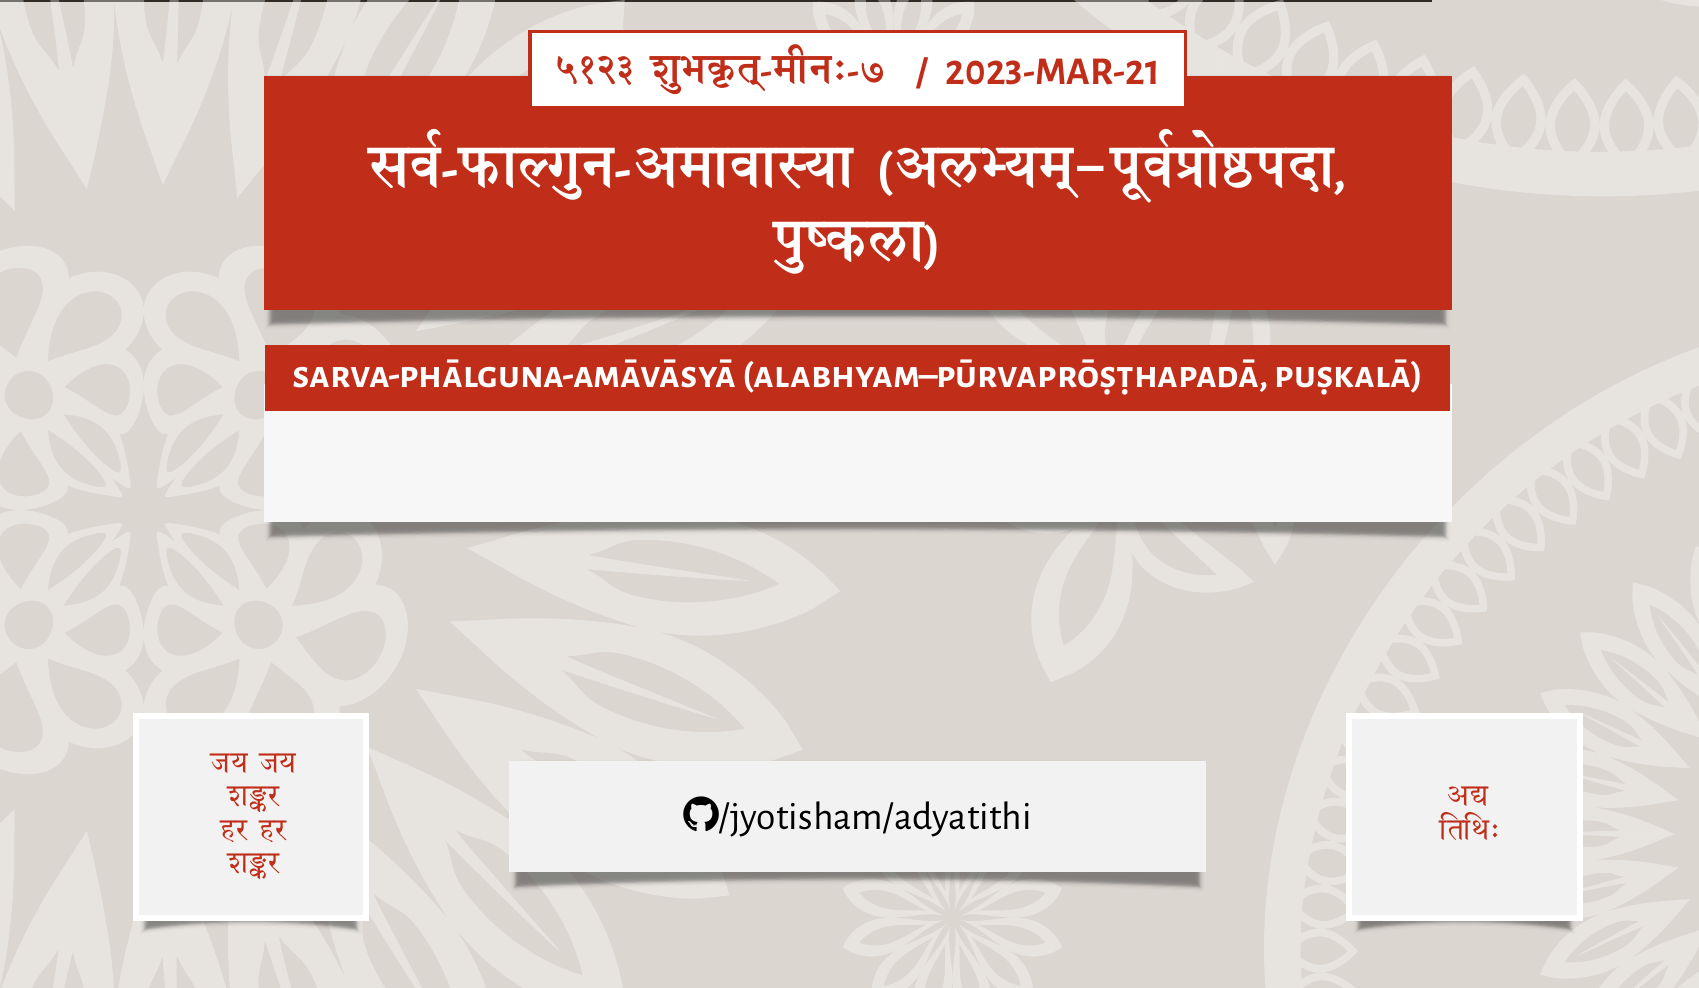 ५१२३ शुभकृत्-मीनः-७ / 2023-MAR-21
सर्व-फाल्गुन-अमावास्या (अलभ्यम्–पूर्वप्रोष्ठपदा,
पुष्कला)
SARVA-PHĀLGUNA-AMĀVĀSYĀ (ALABHYAM—PŪRVAPRŌṢṬHAPADĀ, PUṢKALĀ)
जय जय
शङ्कर
हर हर
शङ्कर
/jyotisham/adyatithi
अद्य
तिथिः